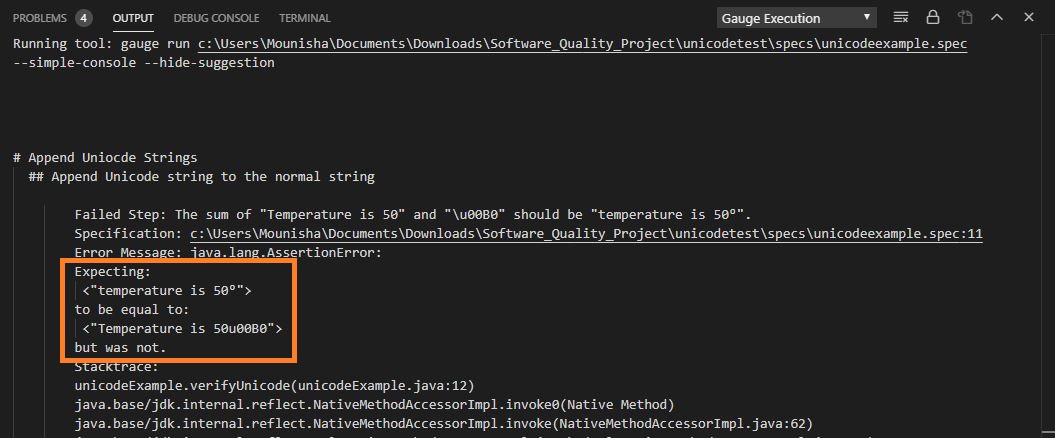 PROBLEMS 4 OUTPUT DEBUG CONSOLE TERMINAL Gauge Execution
Running tool: gauge run c:\Users\Mounisha\Documents\Downloads\Software_Quality_Project\unicodetest\specs\unicodeexample.spec
--simple-console --hide-suggestion
# Append Uniocde Strings
## Append Unicode string to the normal string
Failed Step: The sum of "Temperature is 50" and "\u00B0" should be "temperature is 50°".
Specification: c:\Users\Mounisha\Documents\Downloads\Software_Quality_Project\unicodetest\specs\unicodeexample.spec:11
Error Message: java.lang.AssertionError:
Expecting:
<"temperature is 50°">
to be equal to:
<"Temperature is 50u00B0">
but was not.
Stacktrace:
unicodeExample.verifyUnicode(unicodeExample.java:12)
java.base/jdk.internal.reflect.NativeMethodAccessorImpl.invoke0(Native Method)
java.base/jdk.internal.reflect.NativeMethodAccessorImpl.invoke(NativeMethodAccessorImpl.java:62)